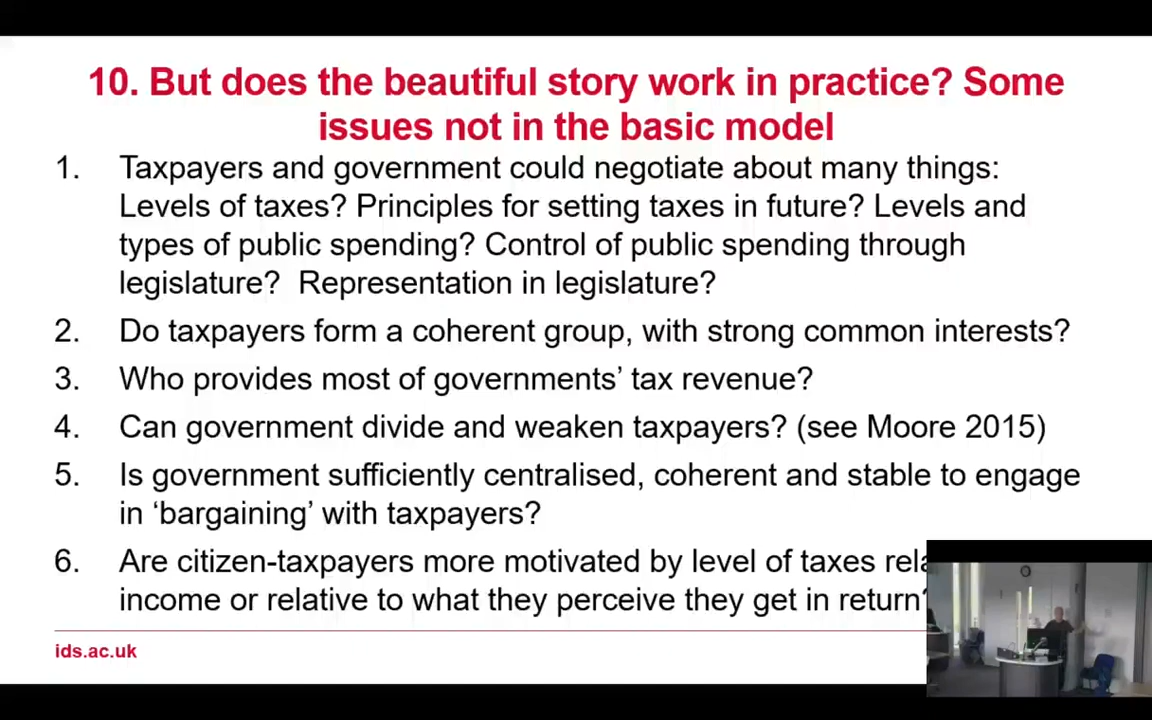 10. But does the beautiful story work in practice? Some
issues not in the basic model
1. Taxpayers and government could negotiate about many things:
Levels of taxes? Principles for setting taxes in future? Levels and
types of public spending? Control of public spending through
legislature?  Representation in legislature?
2. Do taxpayers form a coherent group, with strong common interests?
3. Who provides most of governments’ tax revenue?
4. Can government divide and weaken taxpayers? (see Moore 2015)
5. Is government sufficiently centralised, coherent and stable to engage
in ‘bargaining’ with taxpayers?
6. Are citizen-taxpayers more motivated by level of taxes
income or relative to what they perceive they get in return?
ids.ac.uk